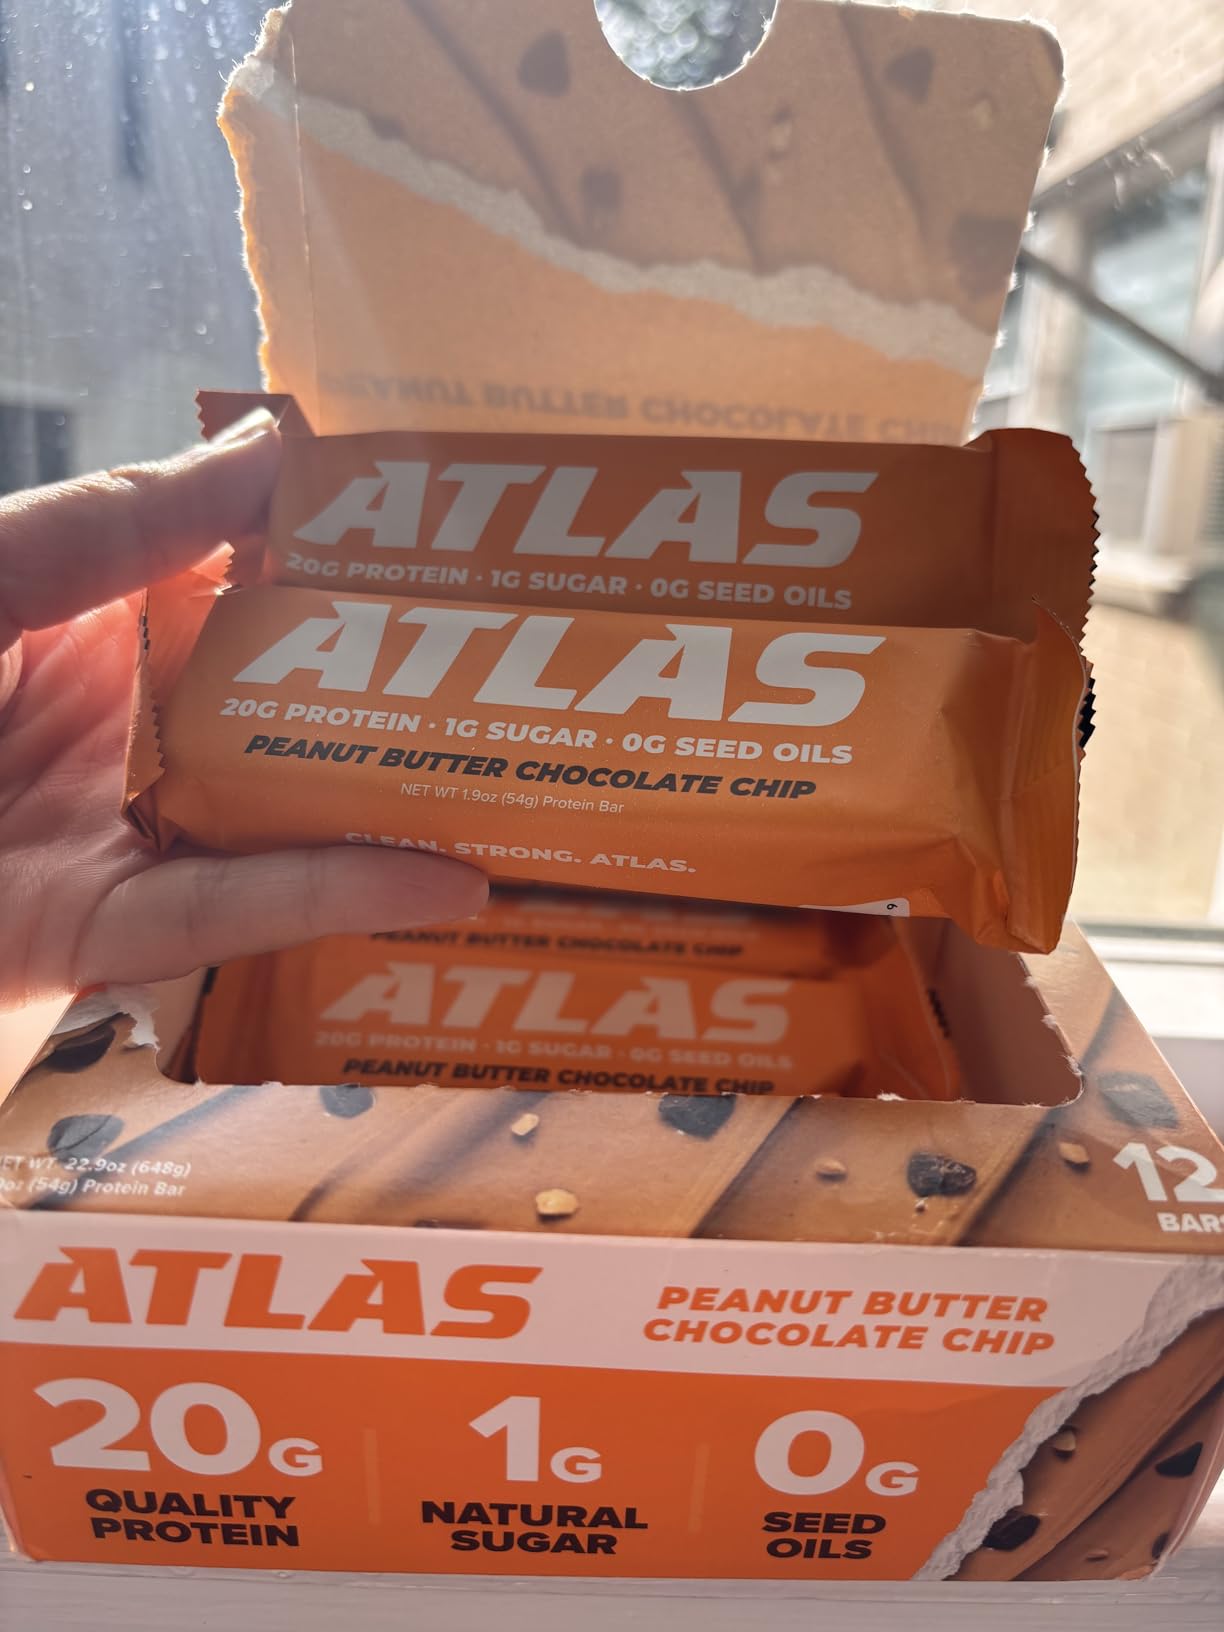 PEANUT BUTTER CHOCOLATE CHIP
ATLAS
20G PROTEIN · 1G SUGAR · 0G SEED OILS
ATLAS
20G PROTEIN · 1G SUGAR · 0G SEED OILS
PEANUT BUTTER CHOCOLATE CHIP
NET WT 1.9oz (54g) Protein Bar
CLEAN. STRONG. ATLAS.
6
PEANUT BUTTER CHOCOLATE CHIP
ATLAS
20G PROTEIN · 1G SUGAR · 0G SEED OILS
PEANUT BUTTER CHOCOLATE CHIP
NET WT 22.9oz (648g)
(54g) Protein Bar
12
BARS
ATLAS
PEANUT BUTTER
CHOCOLATE CHIP
20G
QUALITY
PROTEIN
1G
NATURAL
SUGAR
0G
SEED
OILS